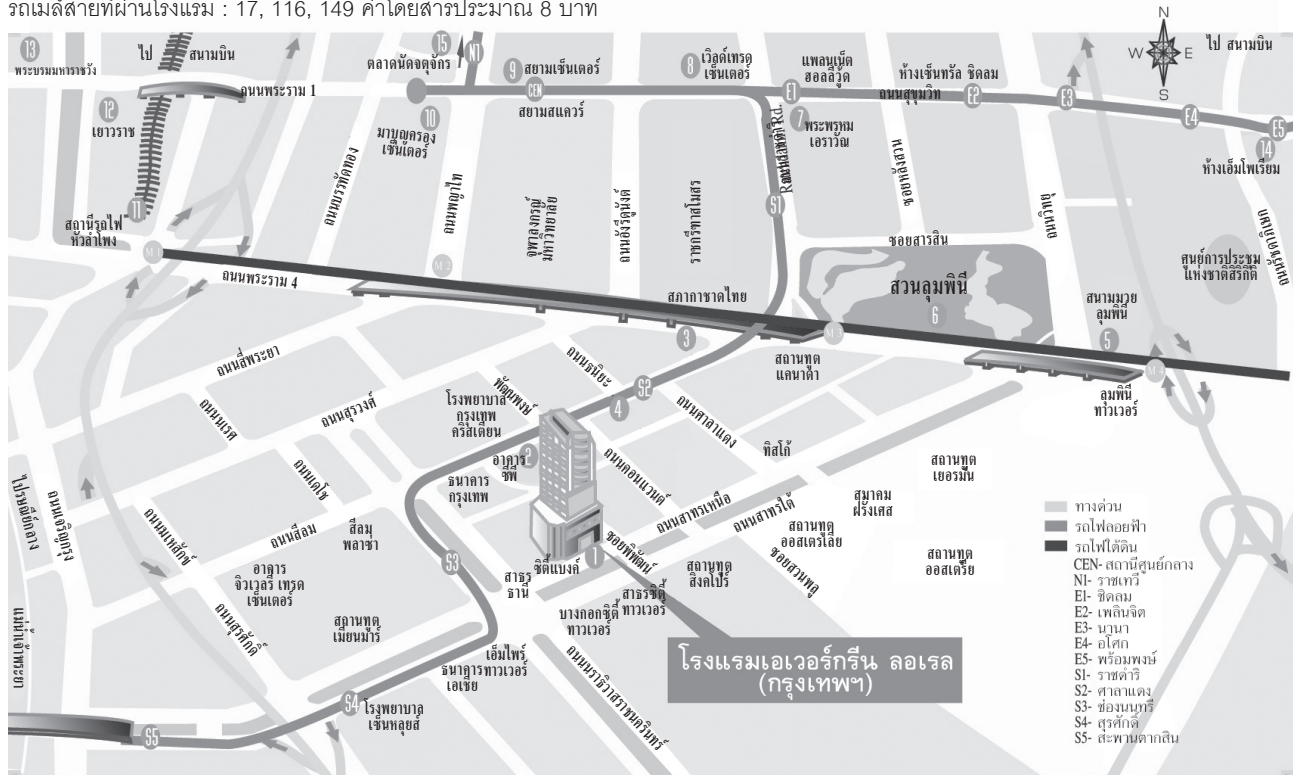 รถเมล์สายที่ผ่านโรงแรม : 17, 116, 149 ค่าโดยสารประมาณ 8 บาท
N
W
E
S
13
พระบรมมหาราชวัง
ไป
สนามบิน
15
N1
ตลาดนัดจตุจักร
9
สยามเซ็นเตอร์
8
เวิลด์เทรด
เซ็นเตอร์
แพลนเน็ต
ฮอลลีวู้ด
ห้างเซ็นทรัล ชิดลม
ไป สนามบิน
ถนนพระราม 1
CEN
E1
ถนนสุขุมวิท
E2
E3
E4
E5
12
เยาวราช
10
มาบุญครอง
เซ็นเตอร์
สยามสแควร์
7
พระพรหม
เอราวัณ
14
ห้างเอ็มโพเรียม
ถนนบรรทัดทอง
ถนนพญาไท
จุฬาลงกรณ์
มหาวิทยาลัย
ถนนอังรีดูนังต์
ราชกรีฑาสโมสร
S1
ซอยหลังสวน
11
สถานีรถไฟ
หัวลำโพง
M 1
M 2
ถนนพระราม 4
ซอยสารสิน
สวนลุมพินี
6
ศูนย์การประชุม
แห่งชาติสิริกิติ์
สภากาชาดไทย
สนามมวย
ลุมพินี
5
3
M 3
M 4
สถานทูต
แคนาดา
ลุมพินี
ทาวเวอร์
ถนนสี่พระยา
ถนนธนิยะ
S2
4
ถนนนเรศ
ถนนสุรวงศ์
โรงพยาบาล
กรุงเทพ
คริสเตียน
พัฒนพงษ์
ถนนศาลาแดง
ทิสโก้
อาคาร
ซีพี
2
ธนาคาร
กรุงเทพ
ถนนคอนแวนต์
สถานทูต
เยอรมัน
ถนนเดโช
ถนนสาทรเหนือ
ถนนสาทรใต้
สมาคม
ฝรั่งเศส
สถานทูต
ออสเตรเลีย
ไปรษณีย์กลาง
ถนนเจริญกรุง
ถนนมเหสักข์
ถนนสีลม
สีลม
พลาซา
S3
สาธร
ธานี
ซิตี้แบงค์
1
ซอยพิพัฒน์
สถานทูต
สิงคโปร์
ซอยสวนพลู
สถานทูต
ออสเตรีย
อาคาร
จิวเวลรี่ เทรด
เซ็นเตอร์
สาธรซิตี้
ทาวเวอร์
บางกอกซิตี้
ทาวเวอร์
แม่น้ำเจ้าพระยา
ถนนสุรศักดิ์
สถานทูต
เมียนมาร์
ธนาคาร
เอเชีย
เอ็มไพร์
ทาวเวอร์
ถนนนราธิวาสราชนครินทร์
โรงแรมเอเวอร์กรีน ลอเรล
(กรุงเทพฯ)
S4
โรงพยาบาล
เซ็นหลุยส์
S5
ทางด่วน
รถไฟลอยฟ้า
รถไฟใต้ดิน
CEN- สถานีศูนย์กลาง
N1- ราชเทวี
E1- ชิดลม
E2- เพลินจิต
E3- นานา
E4- อโศก
E5- พร้อมพงษ์
S1- ราชดำริ
S2- ศาลาแดง
S3- ช่องนนทรี
S4- สุรศักดิ์
S5- สะพานตากสิน